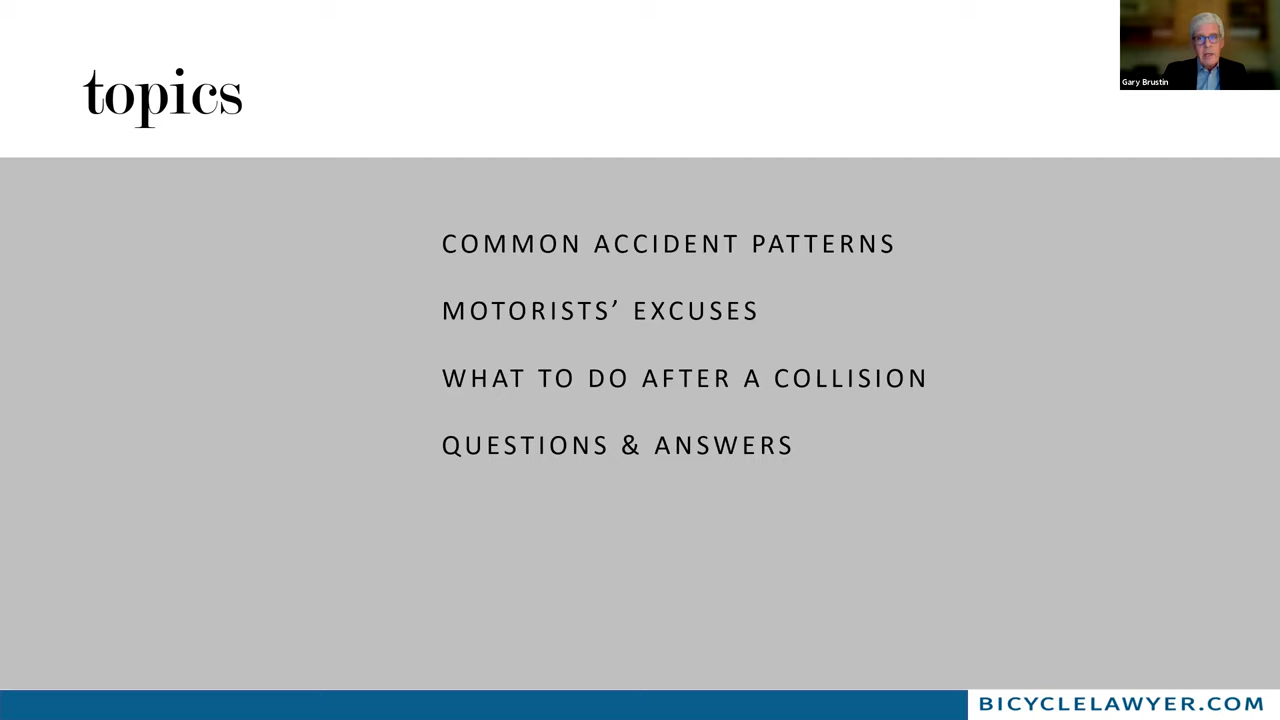 topics
Gary Brustin
COMMON ACCIDENT PATTERNS
MOTORISTS’ EXCUSES
WHAT TO DO AFTER A COLLISION
QUESTIONS & ANSWERS
BICYCLELAWYER.COM